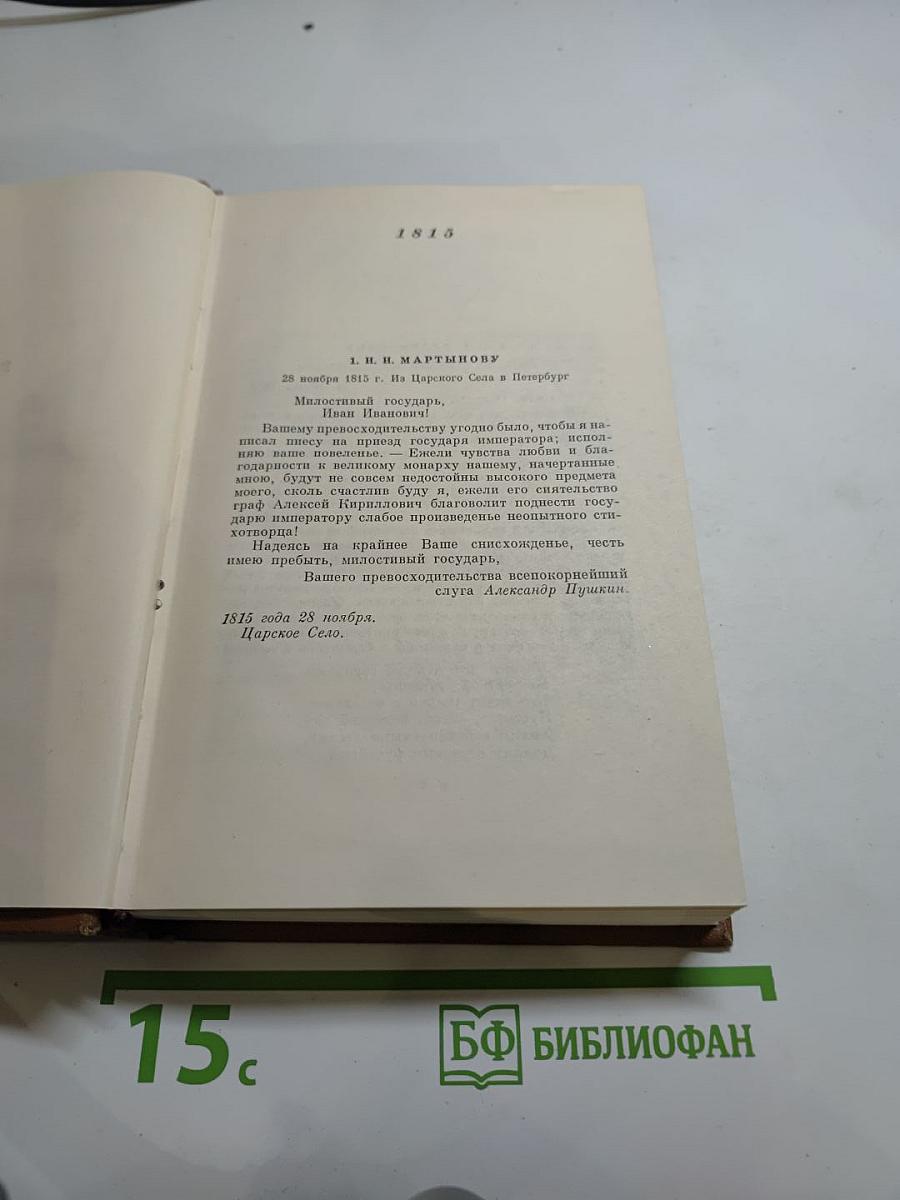 1815
1. И. И. МАРТЫНОВУ
28 ноября 1815 г. Из Царского Села в Петербург
Милостивый государь,
Иван Иванович!
Вашему превосходительству угодно было, чтобы я на-
писал пиесу на приезд государя императора; испол-
няю ваше повеленье. — Ежели чувства любви и бла-
годарности к великому монарху нашему, начертанные
мною, будут не совсем недостойны высокого предмета
моего, сколь счастлив буду я, ежели его сиятельство
граф Алексей Кириллович благоволит поднести госу-
дарю императору слабое произведенье неопытного сти-
хотворца!
Надеясь на крайнее Ваше снисхожденье, честь
имею пребыть, милостивый государь,
Вашего превосходительства всепокорнейший
слуга Александр Пушкин.
1815 года 28 ноября.
Царское Село.
15 с
БФ БИБЛИОФАН